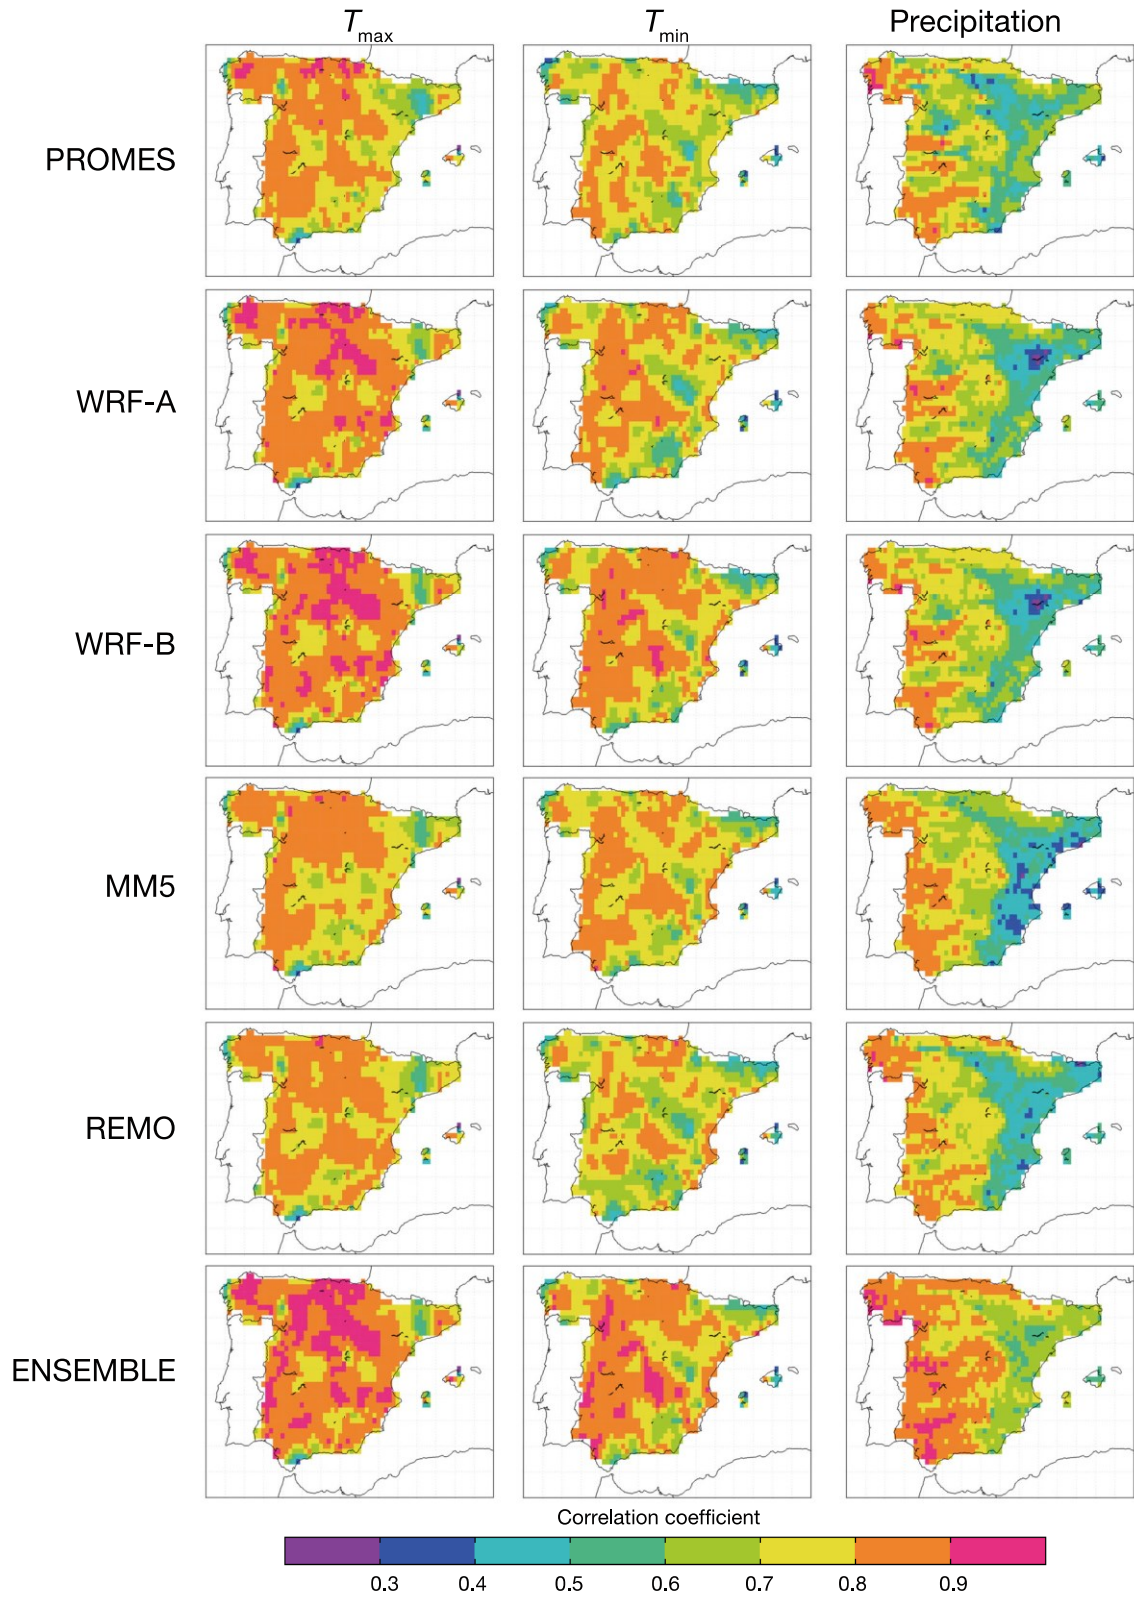 Tmax Tmin Precipitation
PROMES
WRF-A
WRF-B
MM5
REMO
ENSEMBLE
Correlation coefficient
0.3 0.4 0.5 0.6 0.7 0.8 0.9